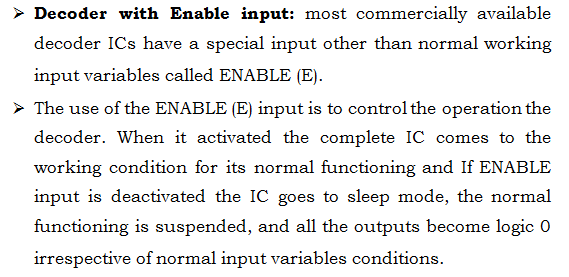 ➢ Decoder with Enable input: most commercially available
decoder ICs have a special input other than normal working
input variables called ENABLE (E).
➢ The use of the ENABLE (E) input is to control the operation the
decoder. When it activated the complete IC comes to the
working condition for its normal functioning and If ENABLE
input is deactivated the IC goes to sleep mode, the normal
functioning is suspended, and all the outputs become logic 0
irrespective of normal input variables conditions.